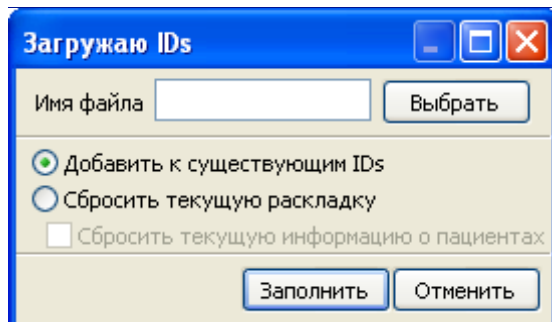 Загружаю IDs
Имя файла Выбрать
Добавить к существующим IDs
Сбросить текущую раскладку
Сбросить текущую информацию о пациентах
Заполнить Отменить